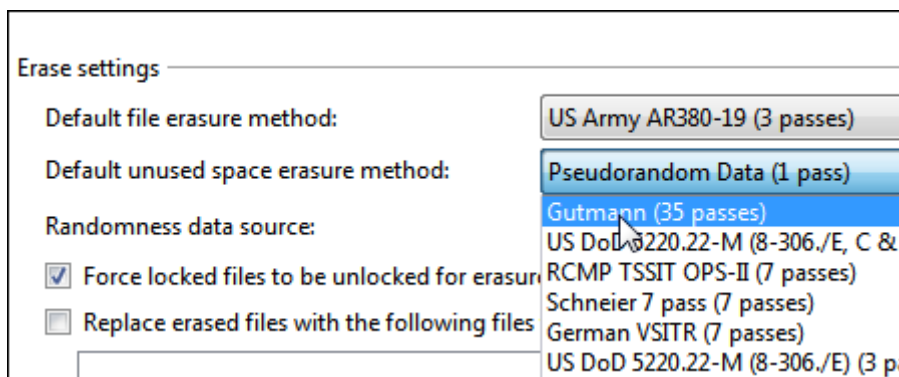 Erase settings
Default file erasure method: US Army AR380-19 (3 passes)
Default unused space erasure method: Pseudorandom Data (1 pass)
Gutmann (35 passes)
Randomness data source:
US DoD 5220.22-M (8-306./E, C &
Force locked files to be unlocked for erasure
RCMP TSSIT OPS-II (7 passes)
Schneier 7 pass (7 passes)
Replace erased files with the following files
German VSITR (7 passes)
US DoD 5220.22-M (8-306./E) (3